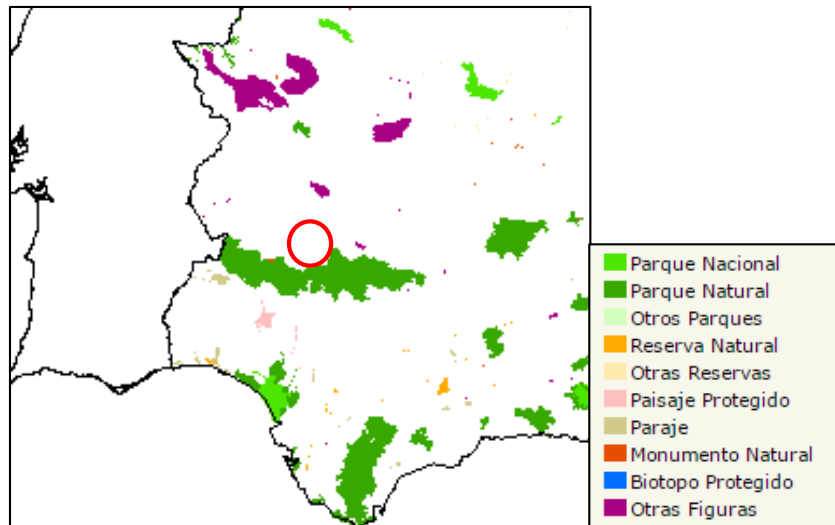 Parque Nacional
Parque Natural
Otros Parques
Reserva Natural
Otras Reservas
Paisaje Protegido
Paraje
Monumento Natural
Biotopo Protegido
Otras Figuras